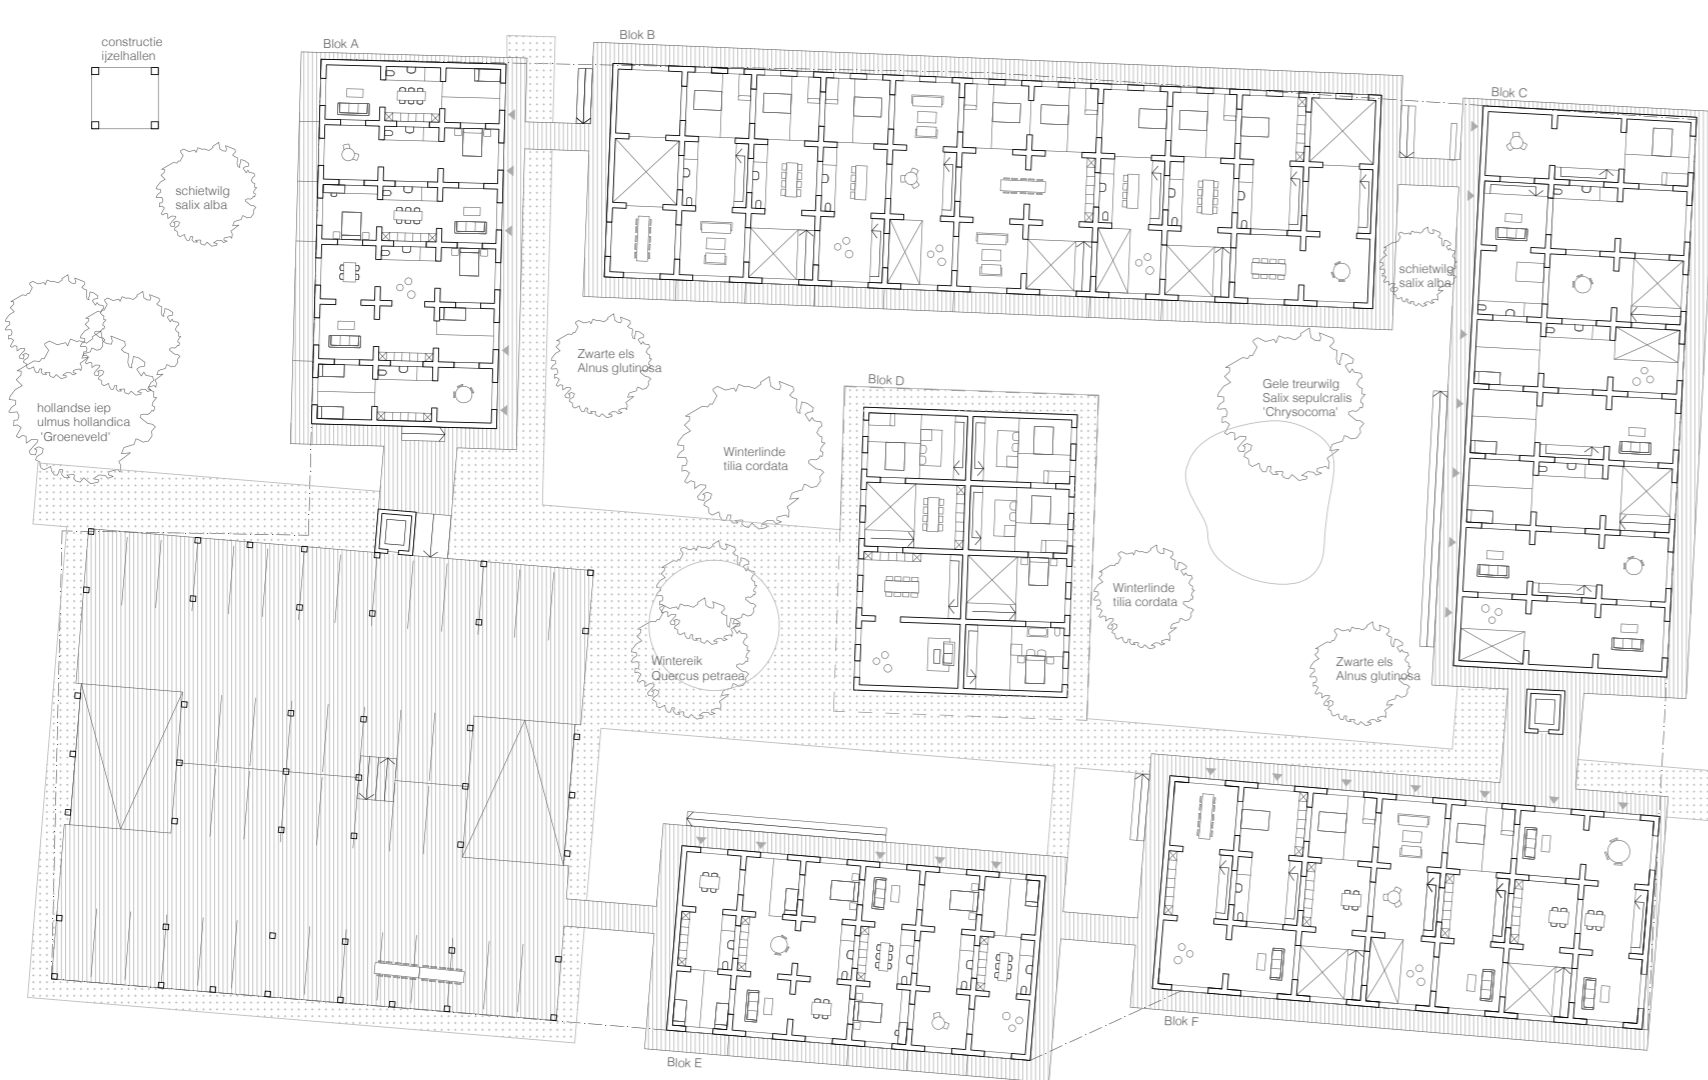 constructie
ijzelhallen
Blok A
Blok B
Blok C
schietwilg
salix alba
schietwilg
salix alba
Zwarte els
Alnus glutinosa
Blok D
Gele treurwilg
Salix sepulcralis
'Chrysocoma'
hollandse iep
ulmus hollandica
'Groeneveld'
Winterlinde
tilia cordata
Winterlinde
tilia cordata
Wintereik
Quercus petraea
Zwarte els
Alnus glutinosa
Blok E
Blok F